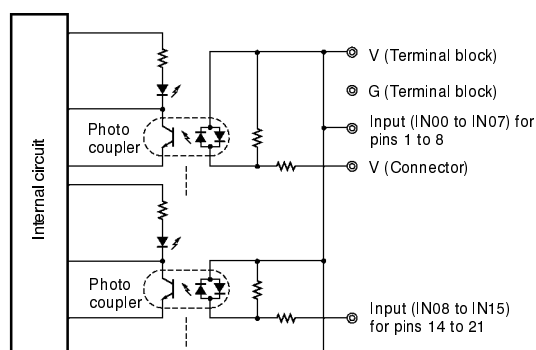 V (Terminal block)
G (Terminal block)
Input (IN00 to IN07) for
pins 1 to 8
V (Connector)
Photo
coupler
Internal circuit
Photo
coupler
Input (IN08 to IN15)
for pins 14 to 21